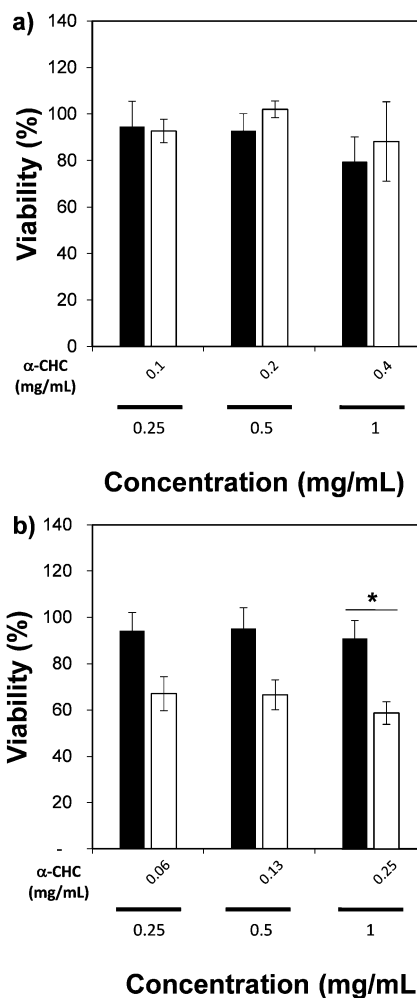 a)
140
120
100
80
60
40
20
0
Viability (%)
α-CHC
(mg/mL)
0.1
0.2
0.4
0.25
0.5
1
Concentration (mg/mL)
b)
140
120
100
80
60
40
20
-
Viability (%)
*
α-CHC
(mg/mL)
0.06
0.13
0.25
0.25
0.5
1
Concentration (mg/mL